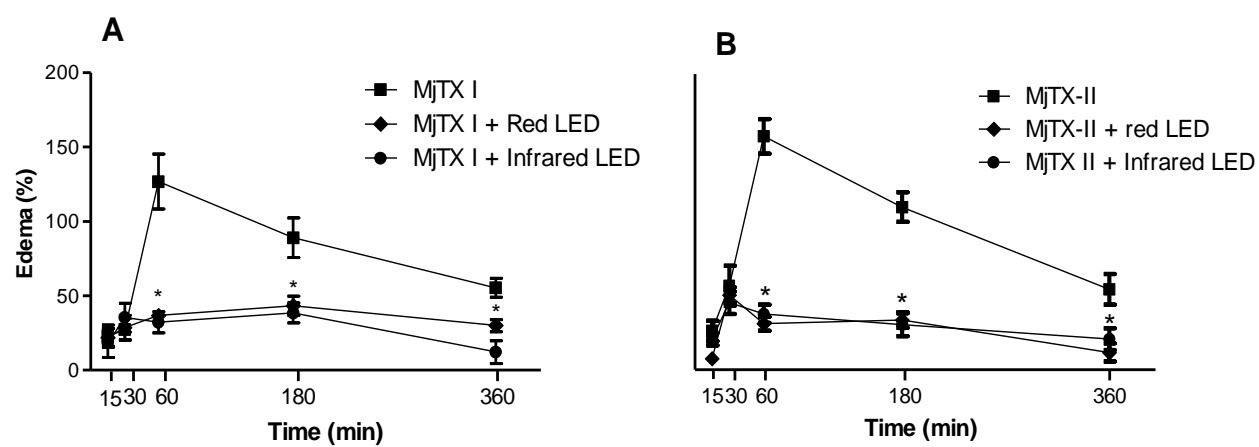 A
200
150
100
50
0
Edema (%)
MjTX I
MjTX I + Red LED
MjTX I + Infrared LED
*
*
*
15 30 60 180 360
Time (min)
B
MjTX-II
MjTX-II + red LED
MjTX II + Infrared LED
*
*
*
15 30 60 180 360
Time (min)